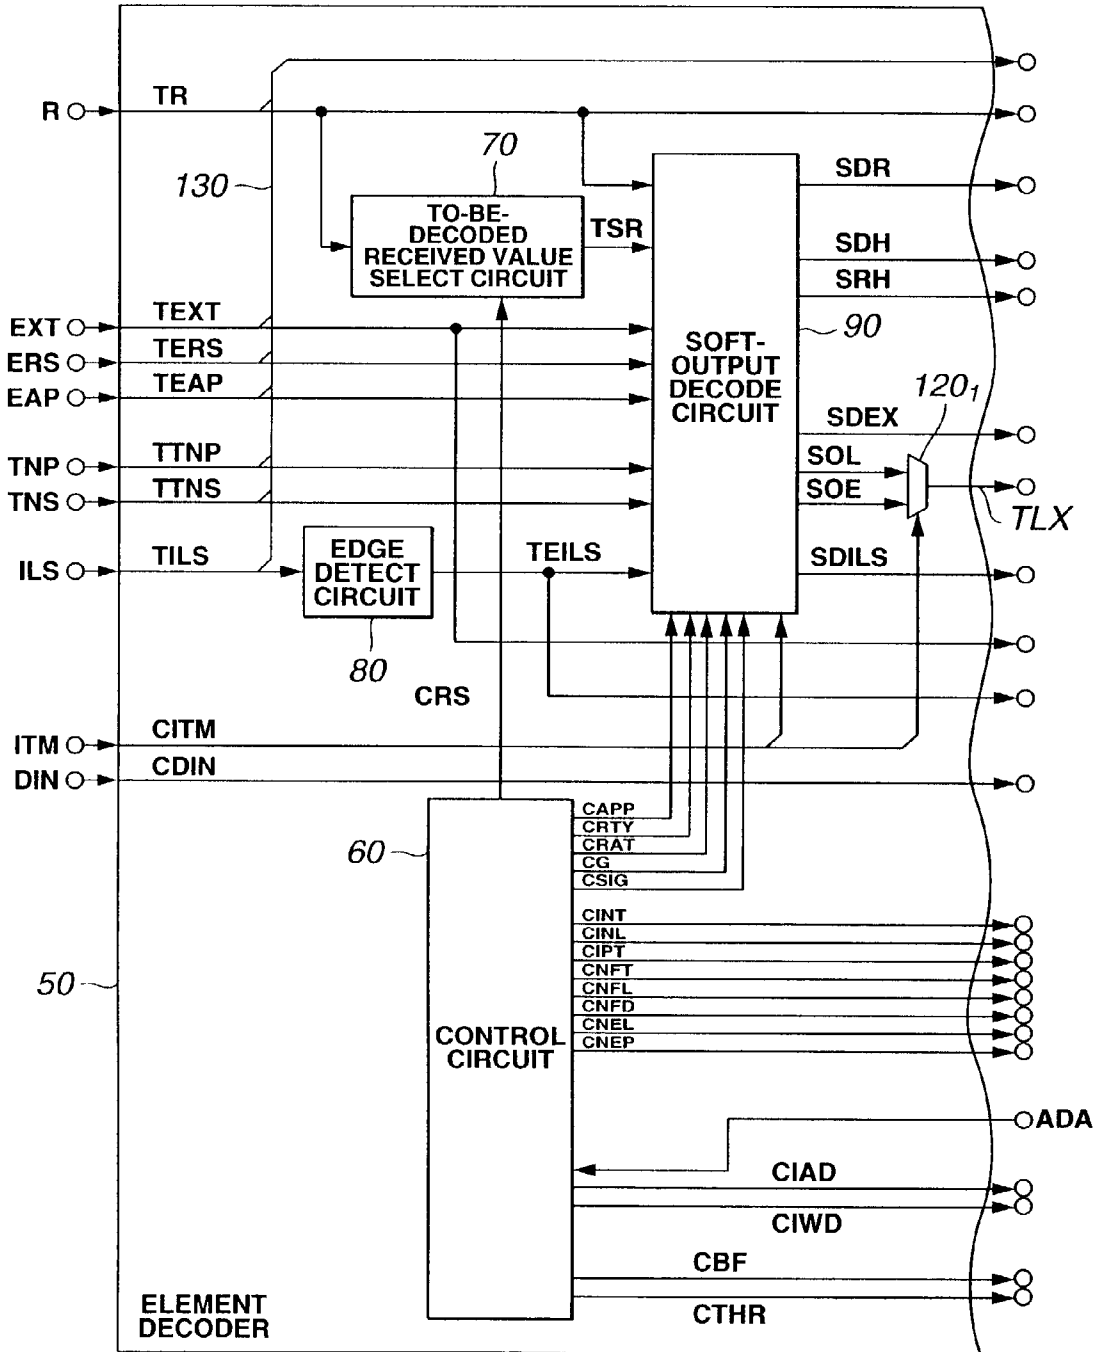 R
TR
130
70
TO-BE-
DECODED
RECEIVED VALUE
SELECT CIRCUIT
TSR
SDR
SDH
SRH
90
EXT
TEXT
ERS
TERS
EAP
TEAP
SOFT-
OUTPUT
DECODE
CIRCUIT
120₁
SDEX
SOL
SOE
TLX
TNP
TTNP
TNS
TTNS
ILS
TILS
EDGE
DETECT
CIRCUIT
80
TEILS
SDILS
CRS
ITM
CITM
DIN
CDIN
60
CAPP
CRTY
CRAT
CG
CSIG
CINT
CINL
CIPT
CNFT
CNFL
CNFD
CNEL
CNEP
50
CONTROL
CIRCUIT
ADA
CIAD
CIWD
CBF
CTHR
ELEMENT
DECODER